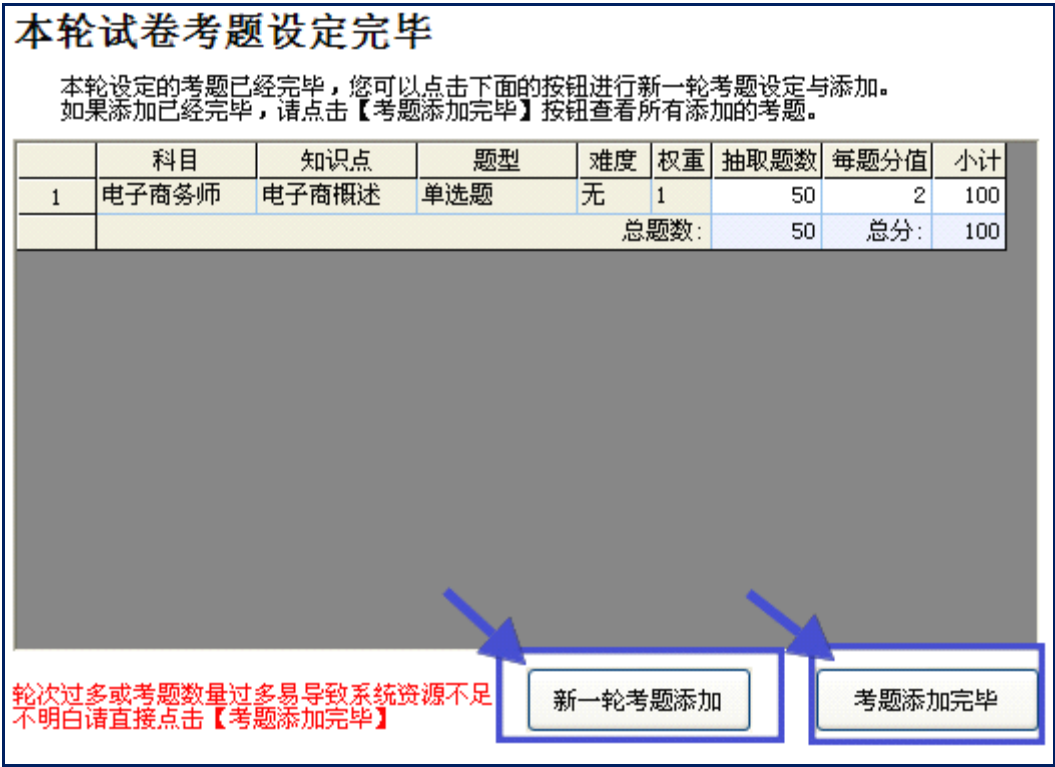 本轮试卷考题设定完毕
本轮设定的考题已经完毕，您可以点击下面的按钮进行新一轮考题设定与添加。
如果添加已经完毕，请点击【考题添加完毕】按钮查看所有添加的考题。
科目 知识点 题型 难度 权重 抽取题数 每题分值 小计
1 电子商务师 电子商概述 单选题 无 1 50 2 100
总题数: 50 总分: 100
轮次过多或考题数量过多易导致系统资源不足
不明白请直接点击【考题添加完毕】
新一轮考题添加 考题添加完毕